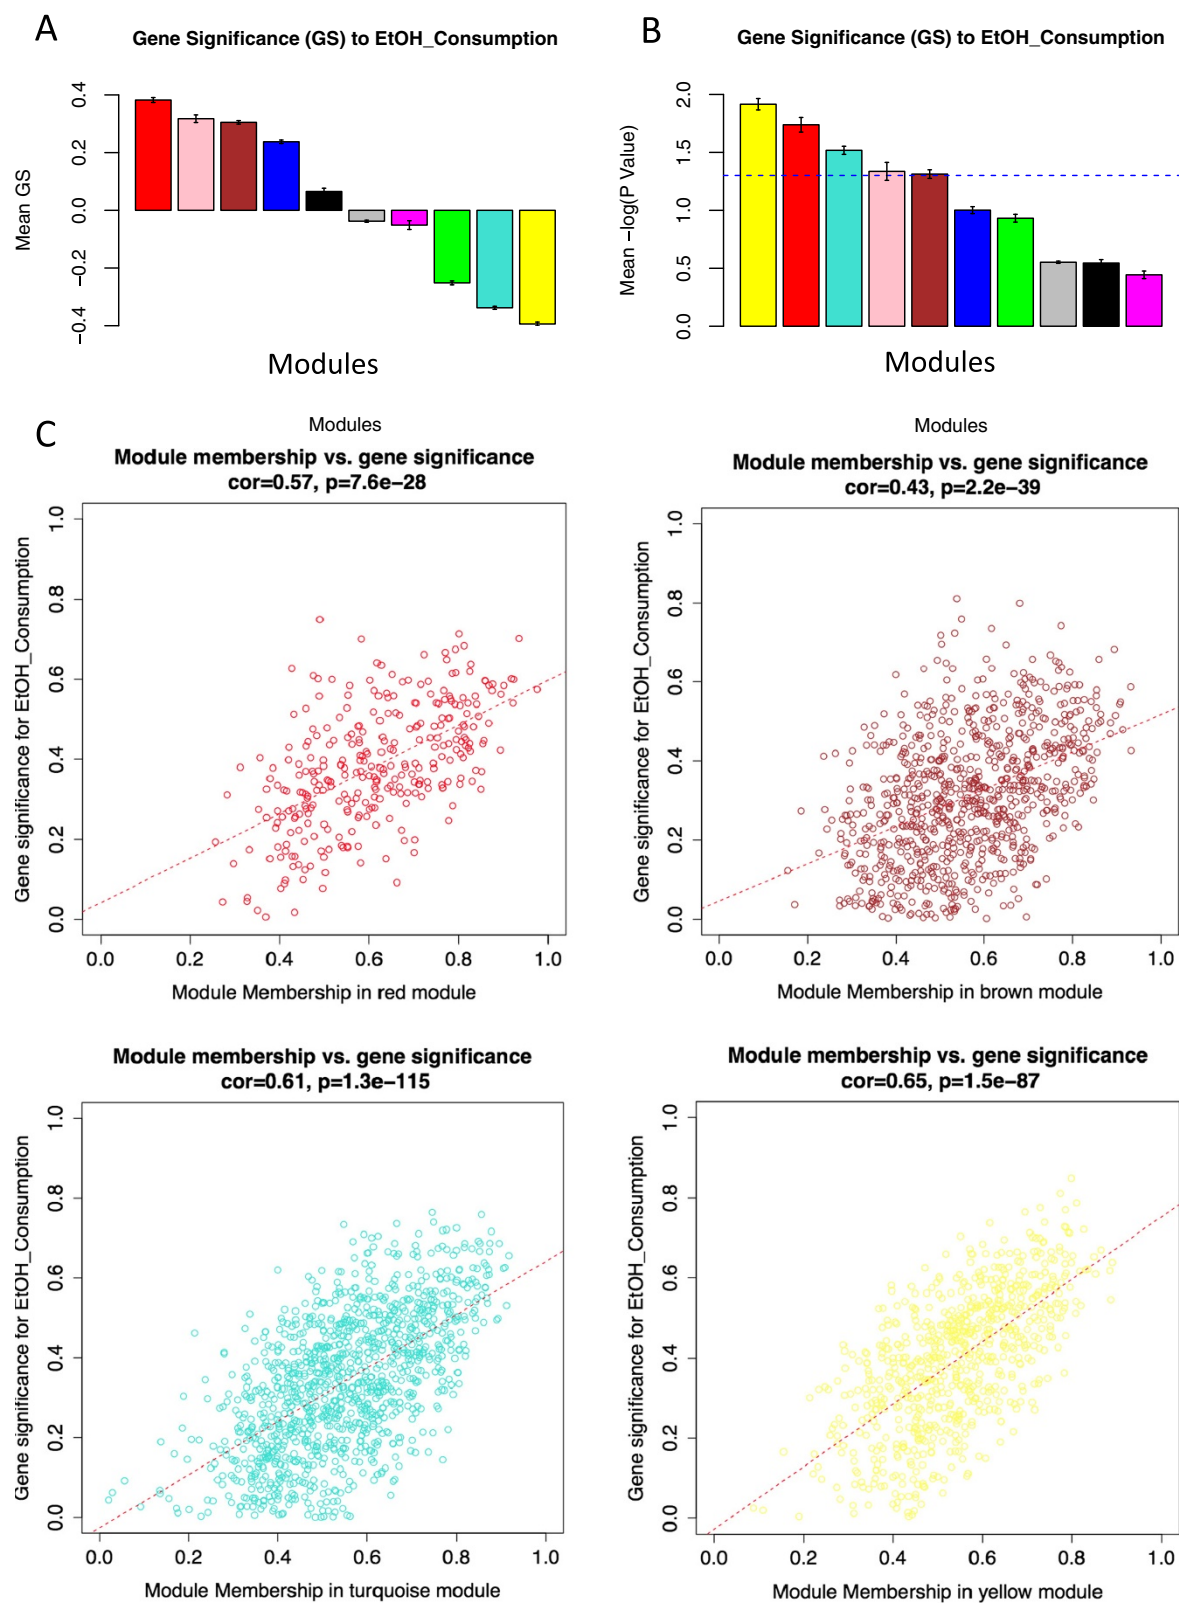 A
Gene Significance (GS) to EtOH_Consumption
Mean GS
0.4
0.2
0.0
−0.2
−0.4
Modules
B
Gene Significance (GS) to EtOH_Consumption
Mean −log(P Value)
2.0
1.5
1.0
0.5
0.0
Modules
C
Modules
Module membership vs. gene significance
cor=0.57, p=7.6e−28
Gene significance for EtOH_Consumption
1.0
0.8
0.6
0.4
0.2
0.0
0.0 0.2 0.4 0.6 0.8 1.0
Module Membership in red module
Modules
Module membership vs. gene significance
cor=0.43, p=2.2e−39
Gene significance for EtOH_Consumption
1.0
0.8
0.6
0.4
0.2
0.0
0.0 0.2 0.4 0.6 0.8 1.0
Module Membership in brown module
Module membership vs. gene significance
cor=0.61, p=1.3e−115
Gene significance for EtOH_Consumption
1.0
0.8
0.6
0.4
0.2
0.0
0.0 0.2 0.4 0.6 0.8 1.0
Module Membership in turquoise module
Module membership vs. gene significance
cor=0.65, p=1.5e−87
Gene significance for EtOH_Consumption
1.0
0.8
0.6
0.4
0.2
0.0
0.0 0.2 0.4 0.6 0.8 1.0
Module Membership in yellow module